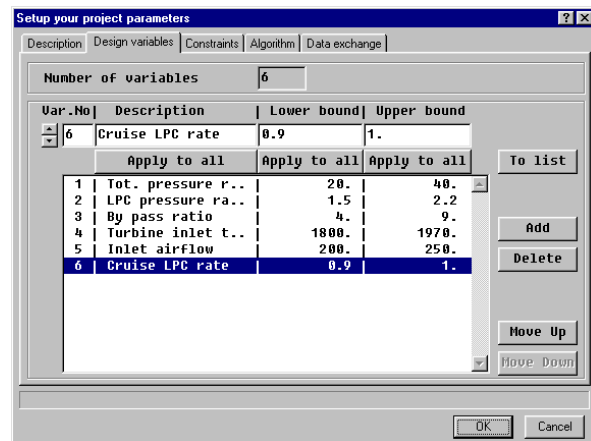 Setup your project parameters
Description Design variables Constraints Algorithm Data exchange
Number of variables 6
Var.No| Description | Lower bound| Upper bound
6 Cruise LPC rate 0.9 1.
Apply to all Apply to all Apply to all To list
1 | Tot. pressure r.. | 20. | 40.
2 | LPC pressure ra.. | 1.5 | 2.2
3 | By pass ratio | 4. | 9.
4 | Turbine inlet t.. | 1800. | 1970.
5 | Inlet airflow | 200. | 250.
6 | Cruise LPC rate | 0.9 | 1.
Add
Delete
Move Up
Move Down
OK Cancel